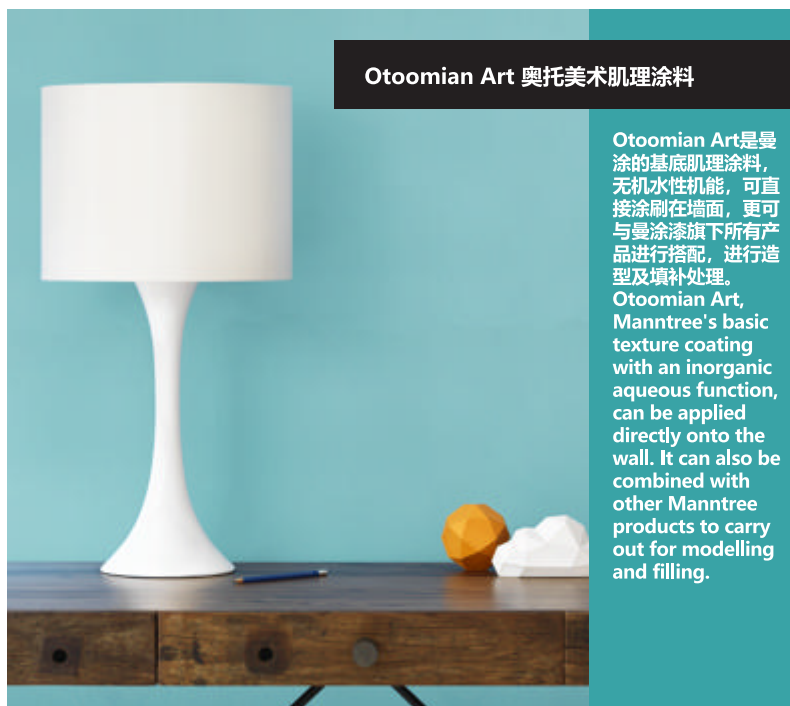 Otoomian Art 奥托美术肌理涂料
Otoomian Art是曼
涂的基底肌理涂料，
无机水性机能，可直
接涂刷在墙面，更可
与曼涂漆旗下所有产
品进行搭配，进行造
型及填补处理。
Otoomian Art,
Manntree's basic
texture coating
with an inorganic
aqueous function,
can be applied
directly onto the
wall. It can also be
combined with
other Manntree
products to carry
out for modelling
and filling.